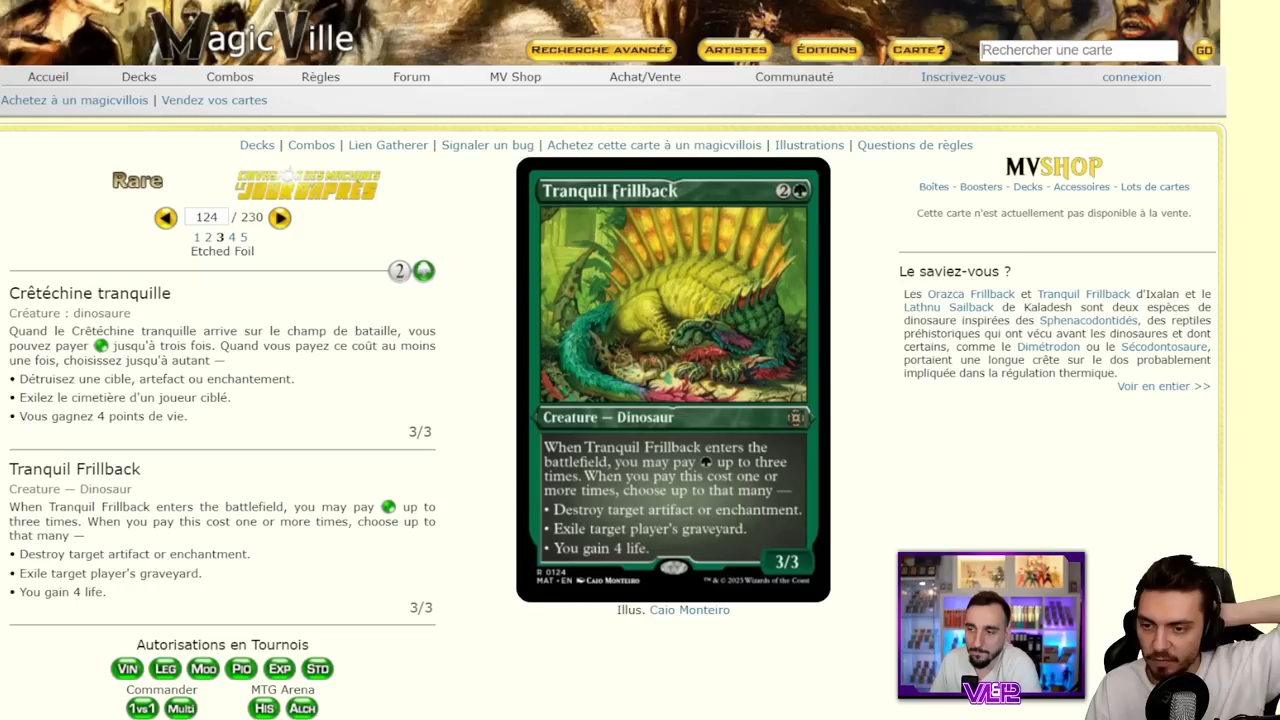 MagicVille
RECHERCHE AVANCÉE
ARTISTES
ÉDITIONS
CARTE?
Rechercher une carte
GO
Accueil
Decks
Combos
Règles
Forum
MV Shop
Achat/Vente
Communauté
Inscrivez-vous
connexion
Achetez à un magicvillois | Vendez vos cartes
Decks | Combos | Lien Gatherer | Signaler un bug | Achetez cette carte à un magicvillois | Illustrations | Questions de règles
Rare
124 / 230
1 2 3 4 5
Etched Foil
2
Crêtéchine tranquille
Créature : dinosaure
Quand le Crêtéchine tranquille arrive sur le champ de bataille, vous
pouvez payer jusqu'à trois fois. Quand vous payez ce coût au moins
une fois, choisissez jusqu'à autant —
• Détruisez une cible, artefact ou enchantement.
• Exilez le cimetière d'un joueur ciblé.
• Vous gagnez 4 points de vie.
3/3
Tranquil Frillback
Creature — Dinosaur
When Tranquil Frillback enters the battlefield, you may pay up to
three times. When you pay this cost one or more times, choose up to
that many —
• Destroy target artifact or enchantment.
• Exile target player's graveyard.
• You gain 4 life.
3/3
Autorisations en Tournois
VIN LEG MOD PIO EXP STD
Commander
MTG Arena
1vs1 Multi
HIS ALCH
Tranquil Frillback
2
Creature — Dinosaur
When Tranquil Frillback enters the
battlefield, you may pay up to three
times. When you pay this cost one or
more times, choose up to that many —
• Destroy target artifact or enchantment.
• Exile target player's graveyard.
• You gain 4 life.
3/3
R 0124
MAT • EN CAIO MONTEIRO
™ & © 2023 Wizards of the Coast
Illus. Caio Monteiro
MVSHOP
Boîtes - Boosters - Decks - Accessoires - Lots de cartes
Cette carte n'est actuellement pas disponible à la vente.
Le saviez-vous ?
Les Orazca Frillback et Tranquil Frillback d'Ixalan et le
Lathnu Sailback de Kaladesh sont deux espèces de
dinosaure inspirées des Sphenacodontidés, des reptiles
préhistoriques qui ont vécu avant les dinosaures et dont
certains, comme le Dimétrodon ou le Sécodontosaure,
portaient une longue crête sur le dos probablement
impliquée dans la régulation thermique.
Voir en entier >>